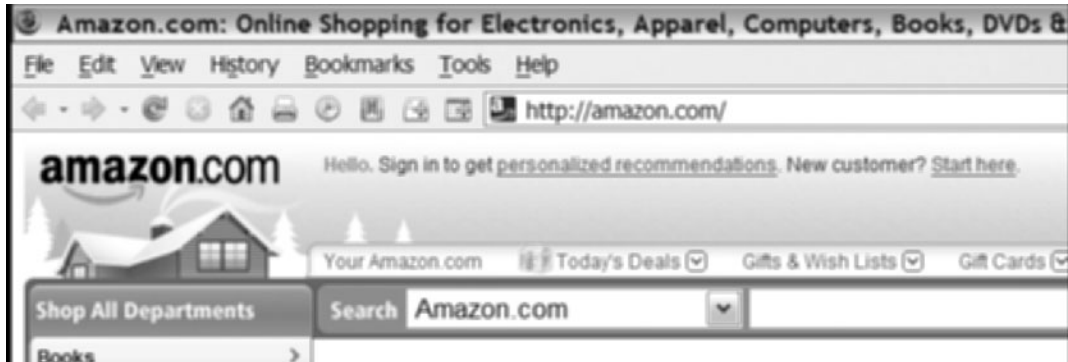 Amazon.com: Online Shopping for Electronics, Apparel, Computers, Books, DVDs &
File Edit View History Bookmarks Tools Help
http://amazon.com/
amazon.com
Hello. Sign in to get personalized recommendations. New customer? Start here.
Your Amazon.com Today's Deals Gifts & Wish Lists Gift Cards
Shop All Departments Search Amazon.com
Books